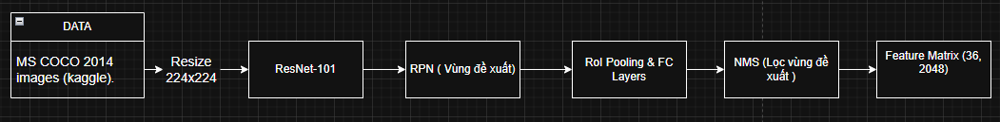 DATA
MS COCO 2014
images (kaggle).
Resize
224x224
ResNet-101
RPN ( Vùng đề xuất)
RoI Pooling & FC
Layers
NMS (Lọc vùng đề
xuất )
Feature Matrix (36,
2048)